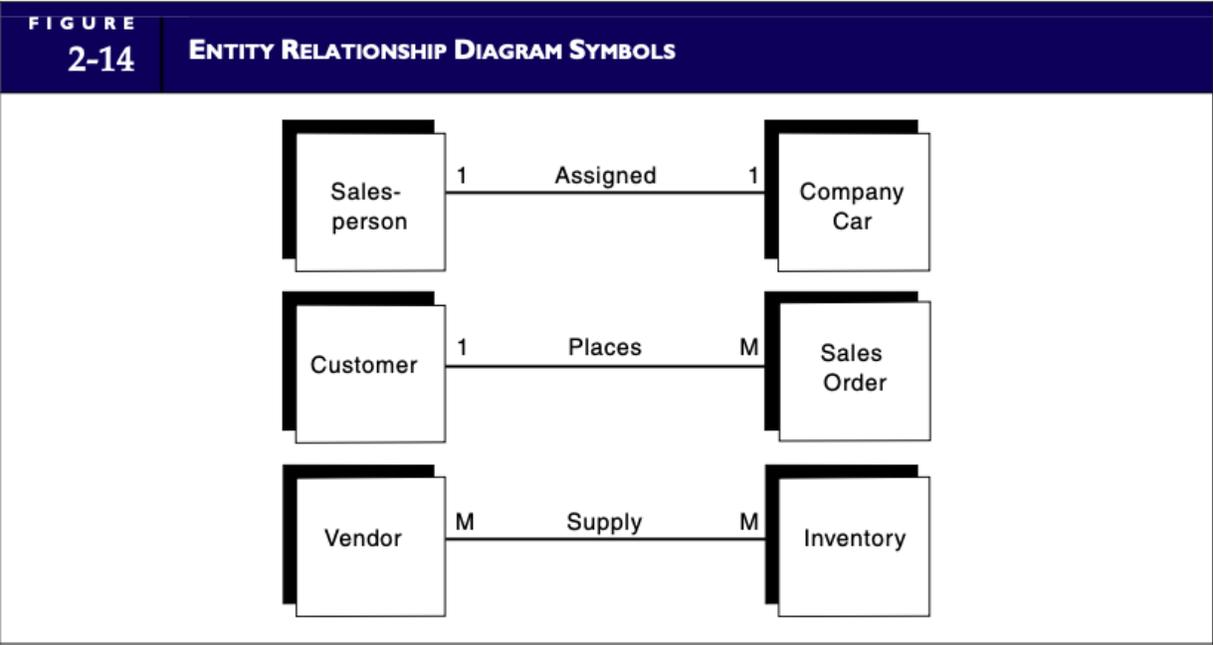 FIGURE
2-14
ENTITY RELATIONSHIP DIAGRAM SYMBOLS
Sales-
person
1 Assigned 1
Company
Car
Customer
1 Places M
Sales
Order
Vendor
M Supply M
Inventory